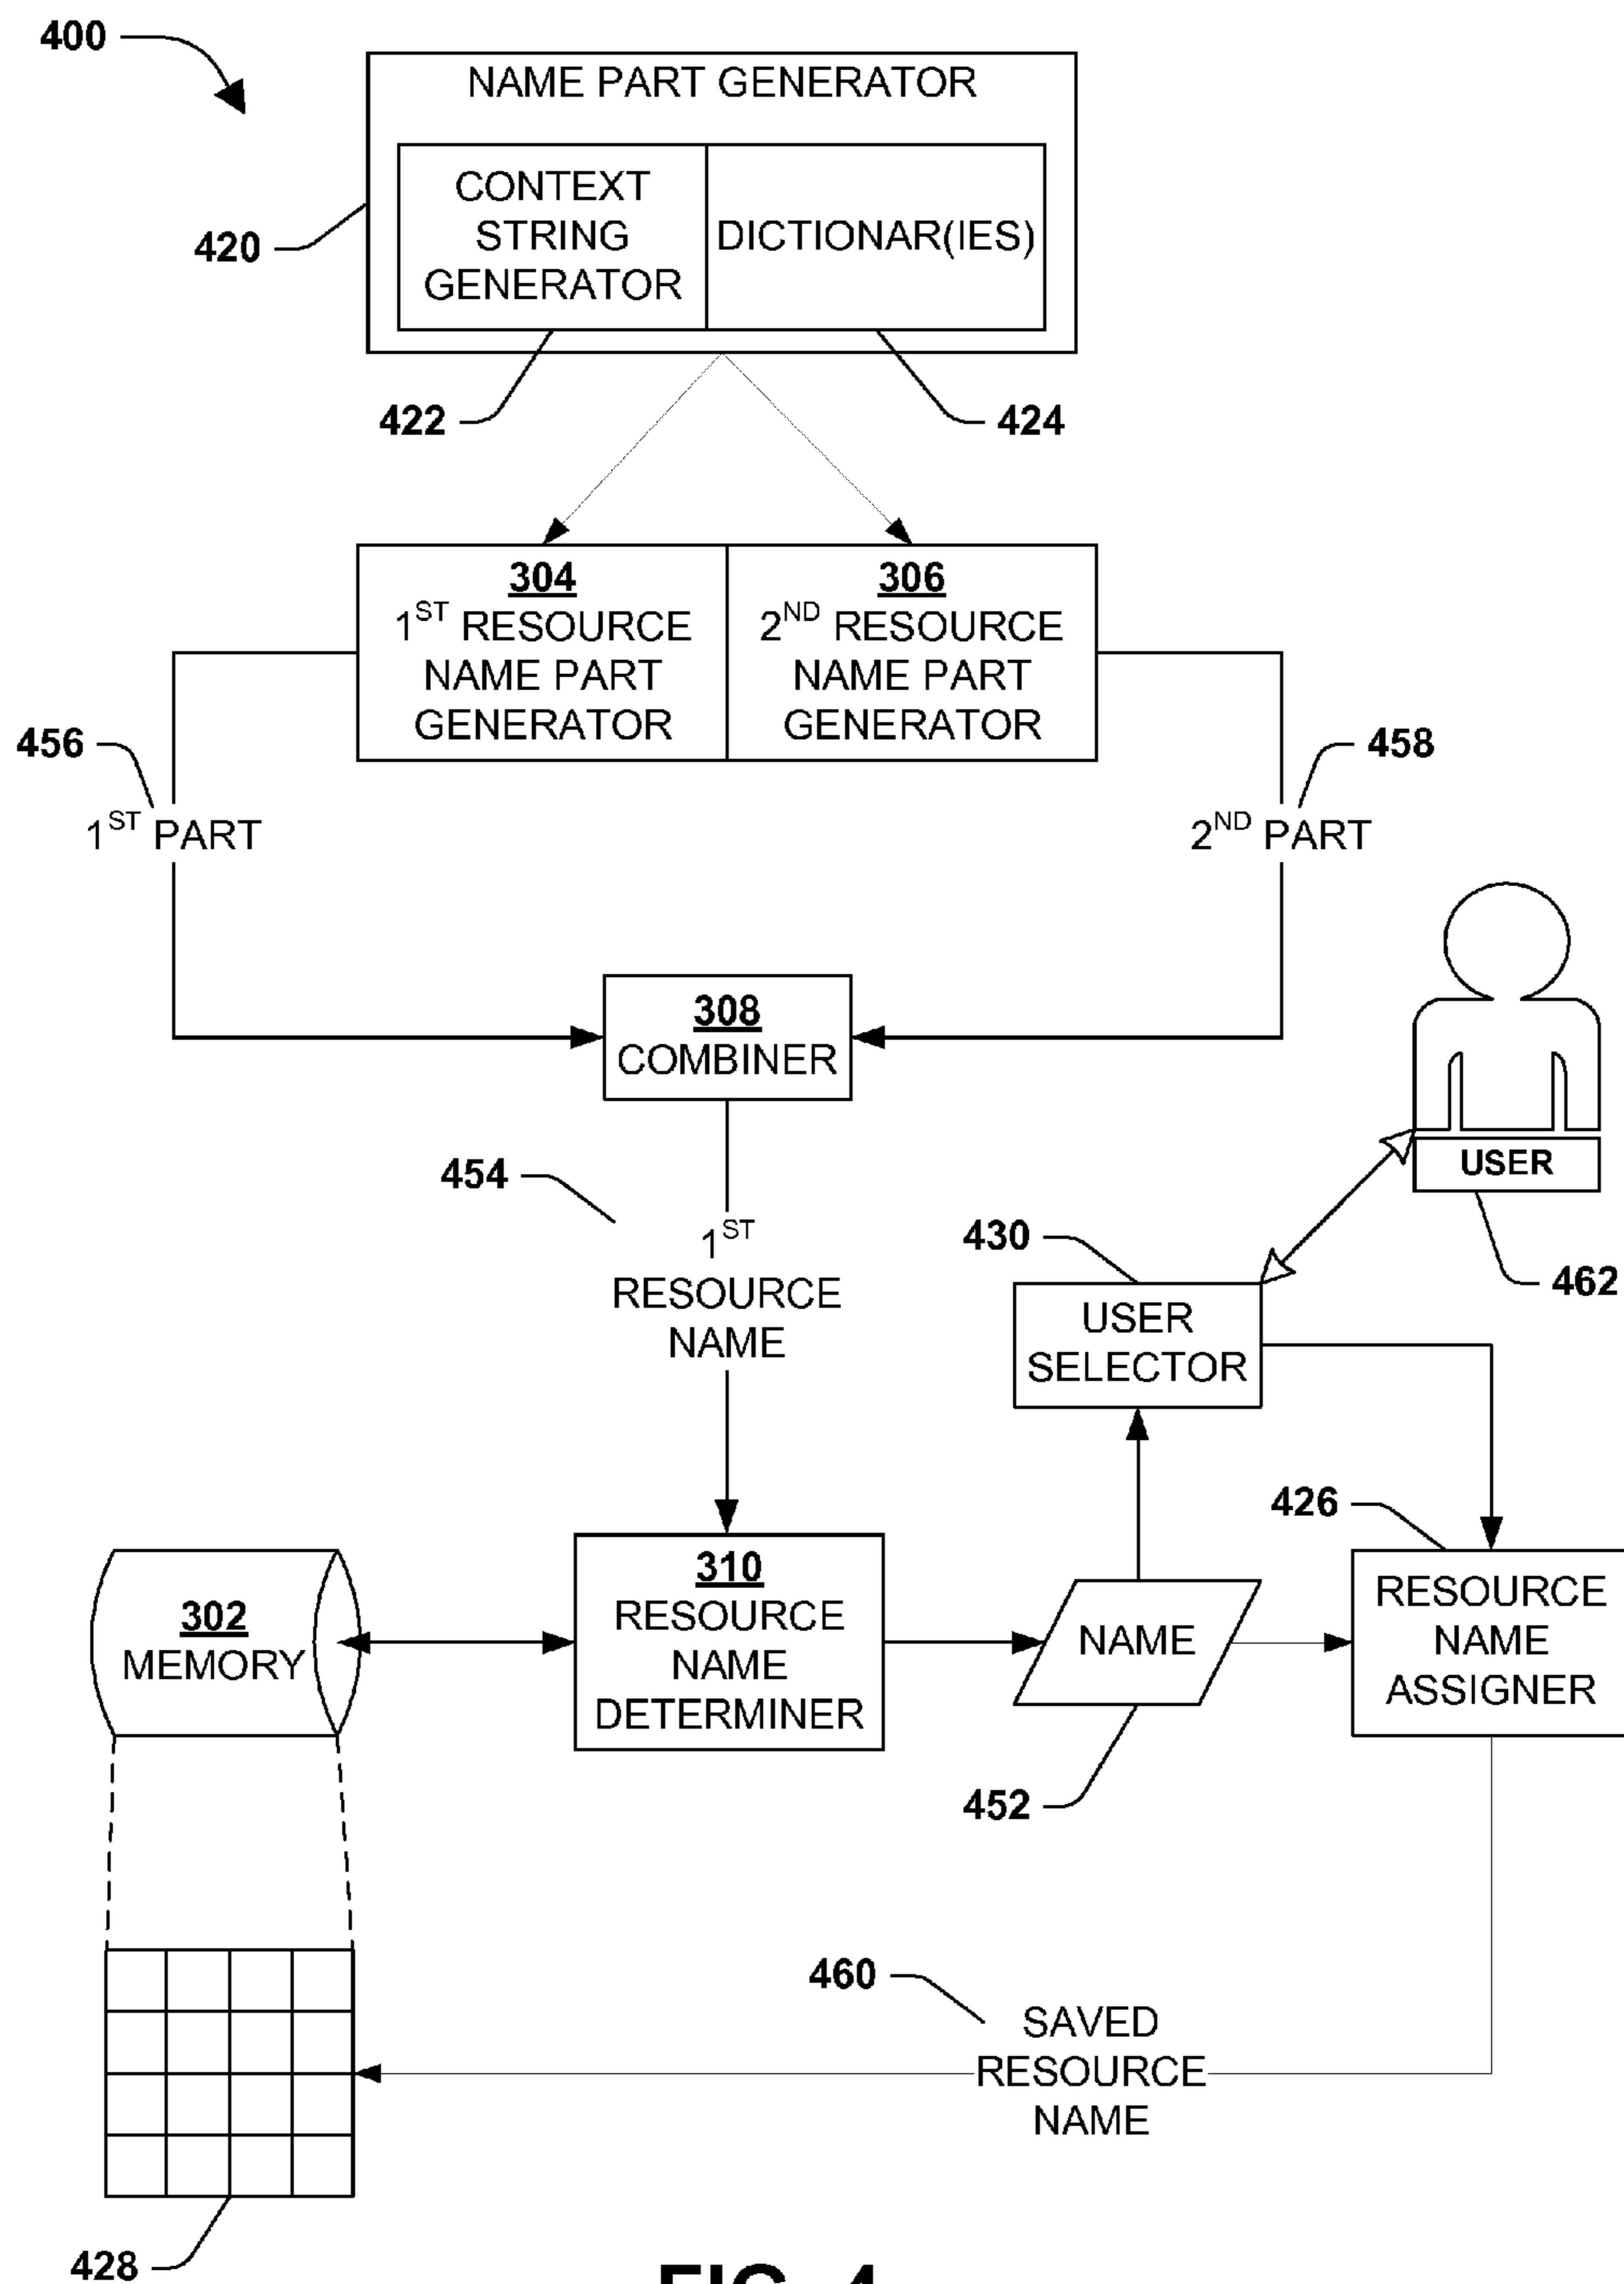 400
NAME PART GENERATOR
CONTEXT
STRING
GENERATOR
DICTIONAR(IES)
420
422
424
304
1ST RESOURCE
NAME PART
GENERATOR
306
2ND RESOURCE
NAME PART
GENERATOR
456
458
1ST PART
2ND PART
308
COMBINER
454
1ST
RESOURCE
NAME
USER
462
430
USER
SELECTOR
426
302
MEMORY
310
RESOURCE
NAME
DETERMINER
NAME
RESOURCE
NAME
ASSIGNER
452
460
SAVED
RESOURCE
NAME
428
FIG. 4